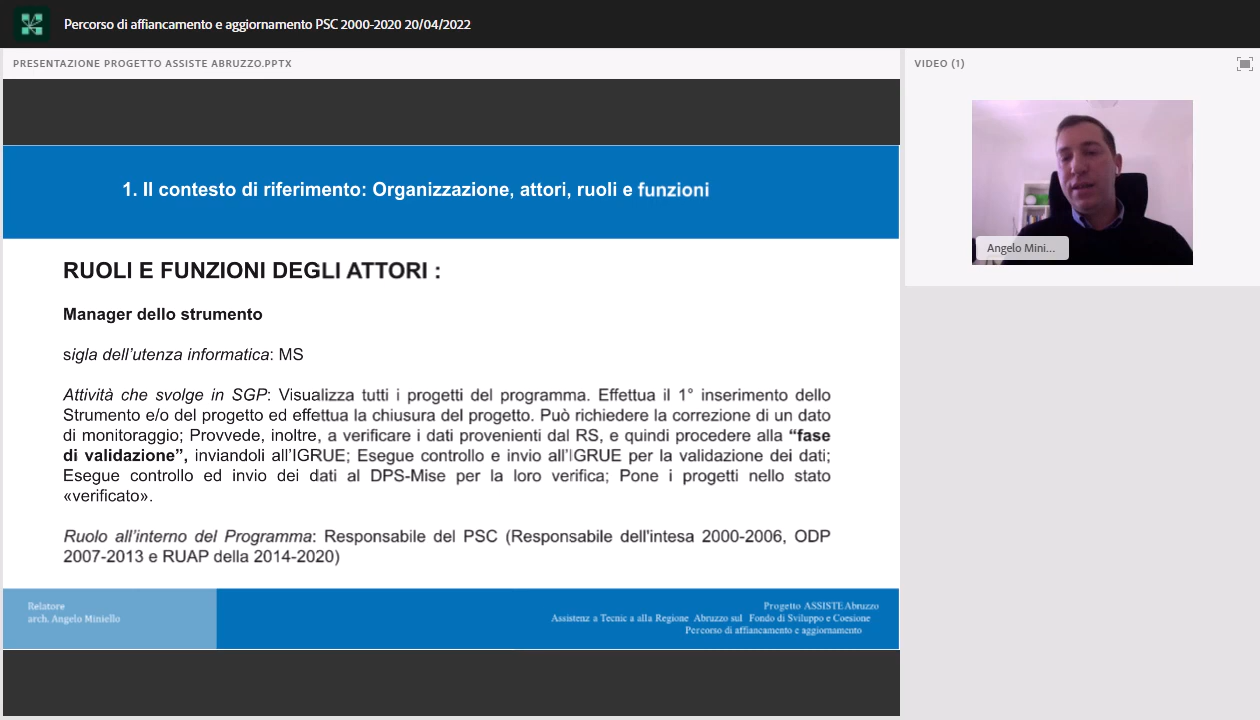 Percorso di affiancamento e aggiornamento PSC 2000-2020 20/04/2022
PRESENTAZIONE PROGETTO ASSISTE ABRUZZO.PPTX
VIDEO (1)
1. Il contesto di riferimento: Organizzazione, attori, ruoli e funzioni
RUOLI E FUNZIONI DEGLI ATTORI :
Manager dello strumento
sigla dell'utenza informatica: MS
Attività che svolge in SGP: Visualizza tutti i progetti del programma. Effettua il 1° inserimento dello
Strumento e/o del progetto ed effettua la chiusura del progetto. Può richiedere la correzione di un dato
di monitoraggio; Provvede, inoltre, a verificare i dati provenienti dal RS, e quindi procedere alla “fase
di validazione”, inviandoli all'IGRUE; Esegue controllo e invio all'IGRUE per la validazione dei dati;
Esegue controllo ed invio dei dati al DPS-Mise per la loro verifica; Pone i progetti nello stato
«verificato».
Ruolo all'interno del Programma: Responsabile del PSC (Responsabile dell'intesa 2000-2006, ODP
2007-2013 e RUAP della 2014-2020)
Relatore
arch. Angelo Miniello
Progetto ASSISTE Abruzzo
Assistenz a Tecnic a alla Regione Abruzzo sul Fondo di Sviluppo e Coesione
Percorso di affiancamento e aggiornamento
Angelo Mini...